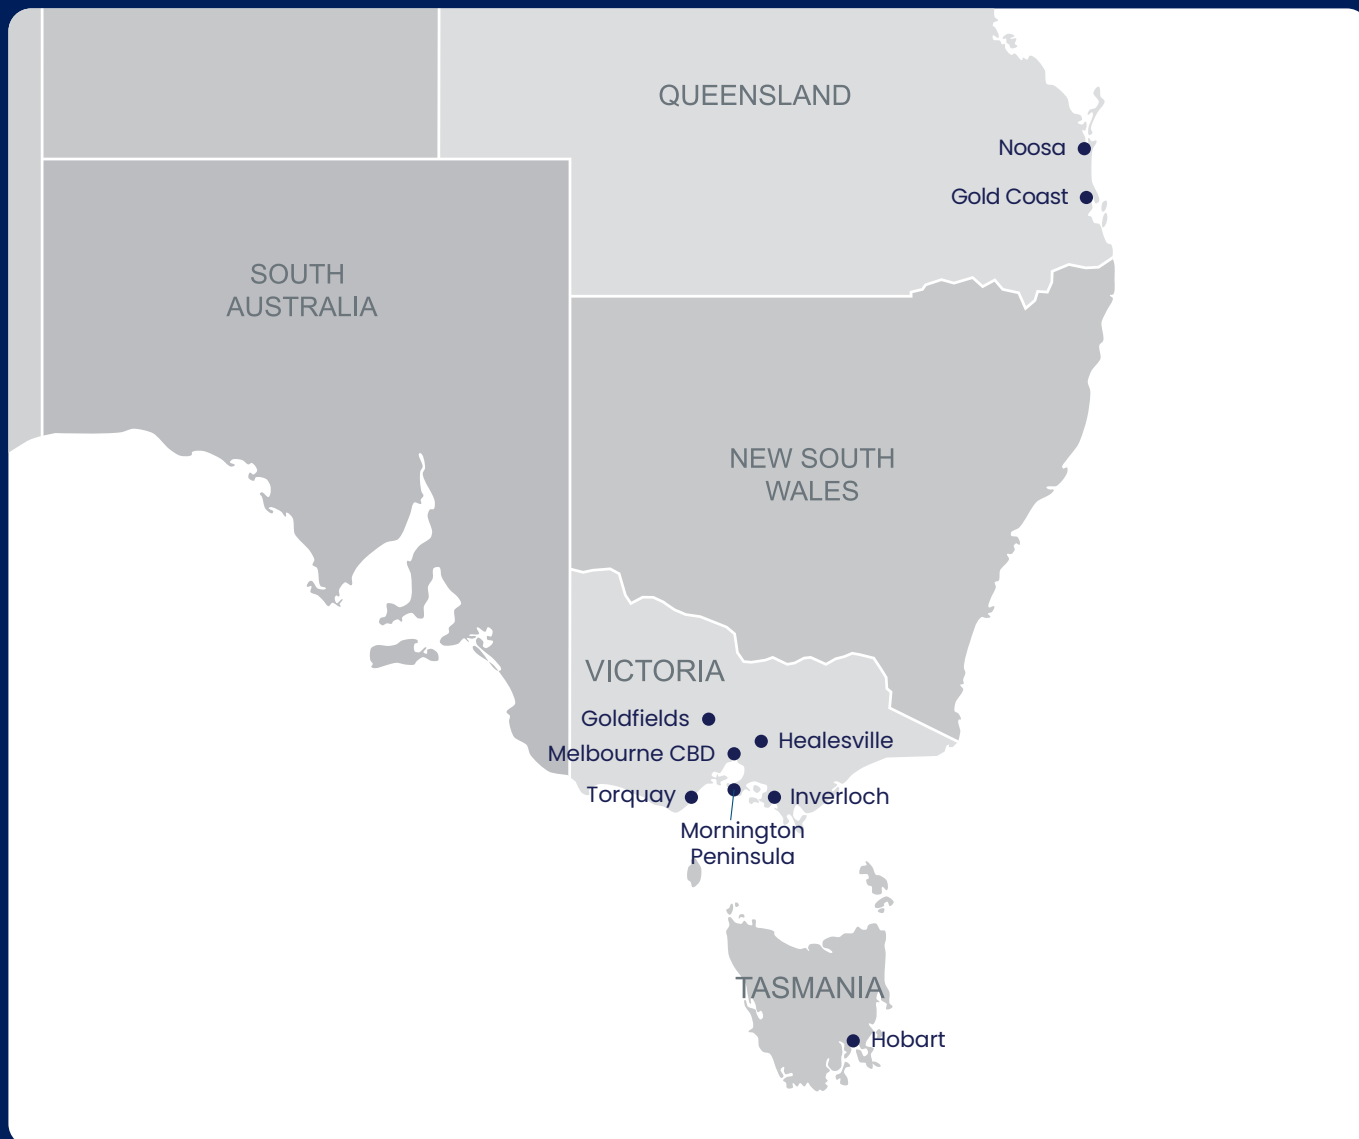 QUEENSLAND
Noosa
Gold Coast
SOUTH
AUSTRALIA
NEW SOUTH
WALES
VICTORIA
Goldfields
Healesville
Melbourne CBD
Torquay
Inverloch
Mornington
Peninsula
TASMANIA
Hobart